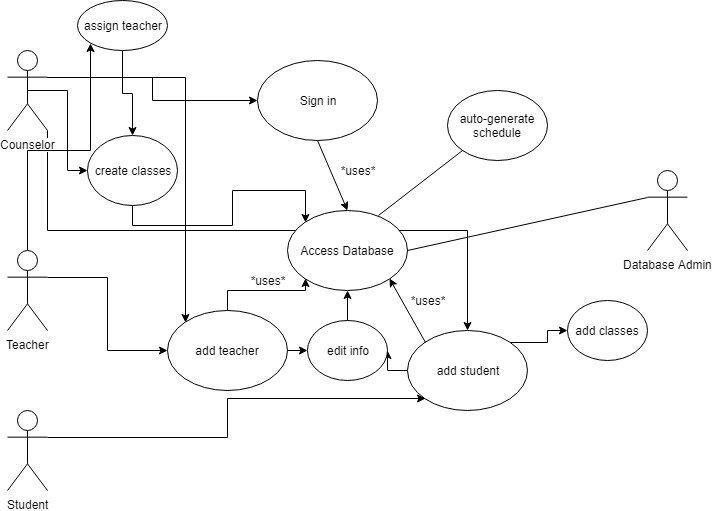 assign teacher
Sign in
auto-generate
schedule
Counselor
create classes
*uses*
Access Database
Database Admin
*uses*
*uses*
Teacher
add teacher
edit info
add classes
add student
Student